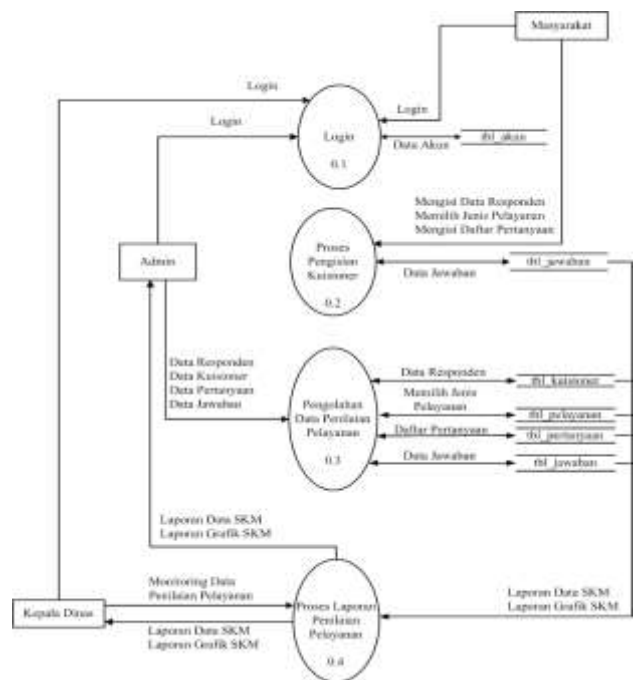 Masyarakat
Login
Login
Login
Login
0.1
Data Akun
tbl_akun
Mengisi Data Responden
Memilih Jenis Pelayanan
Mengisi Daftar Pertanyaan
Admin
Proses
Pengisian
Kuisoner
0.2
Data Jawaban
tbl_jawaban
Data Responden
Data Kuisoner
Data Pertanyaan
Data Jawaban
Pengolahan
Data Penilaian
Pelayanan
0.3
Data Responden
tbl_kuisoner
Memilih Jenis
Pelayanan
tbl_pelayanan
Daftar Pertanyaan
tbl_pertanyaan
Data Jawaban
tbl_jawaban
Laporan Data SKM
Laporan Grafik SKM
Kepala Dinas
Monitoring Data
Penilaian Pelayanan
Laporan Data SKM
Laporan Grafik SKM
Proses Laporan
Penilaian
Pelayanan
0.4
Laporan Data SKM
Laporan Grafik SKM